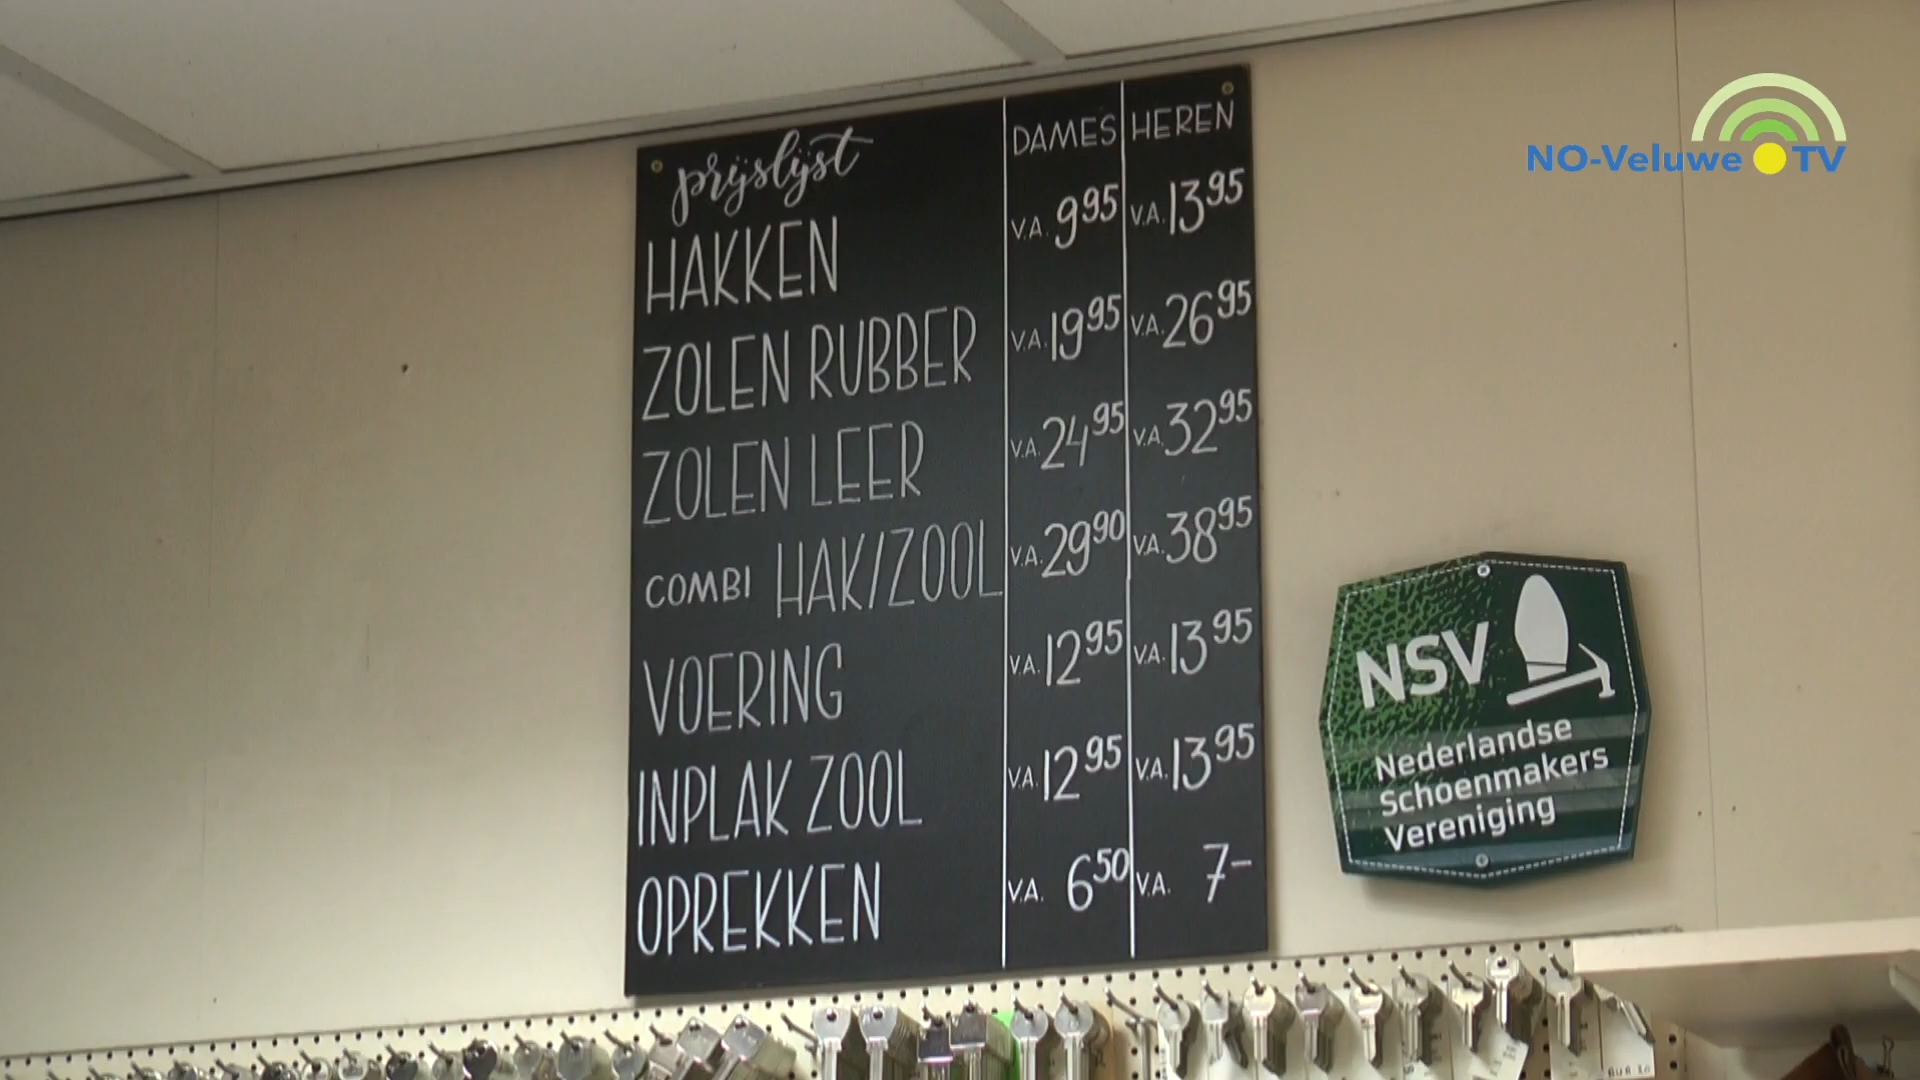 NO-Veluwe TV
prijslijst DAMES HEREN
HAKKEN V.A. 995 V.A. 1395
ZOLEN RUBBER V.A. 1995 V.A. 2695
ZOLEN LEER V.A. 2495 V.A. 3295
COMBI HAK/ZOOL V.A. 2990 V.A. 3895
VOERING V.A. 1295 V.A. 1395
INPLAK ZOOL V.A. 1295 V.A. 1395
OPREKKEN V.A. 650 V.A. 7-
NSV
Nederlandse
Schoenmakers
Vereniging